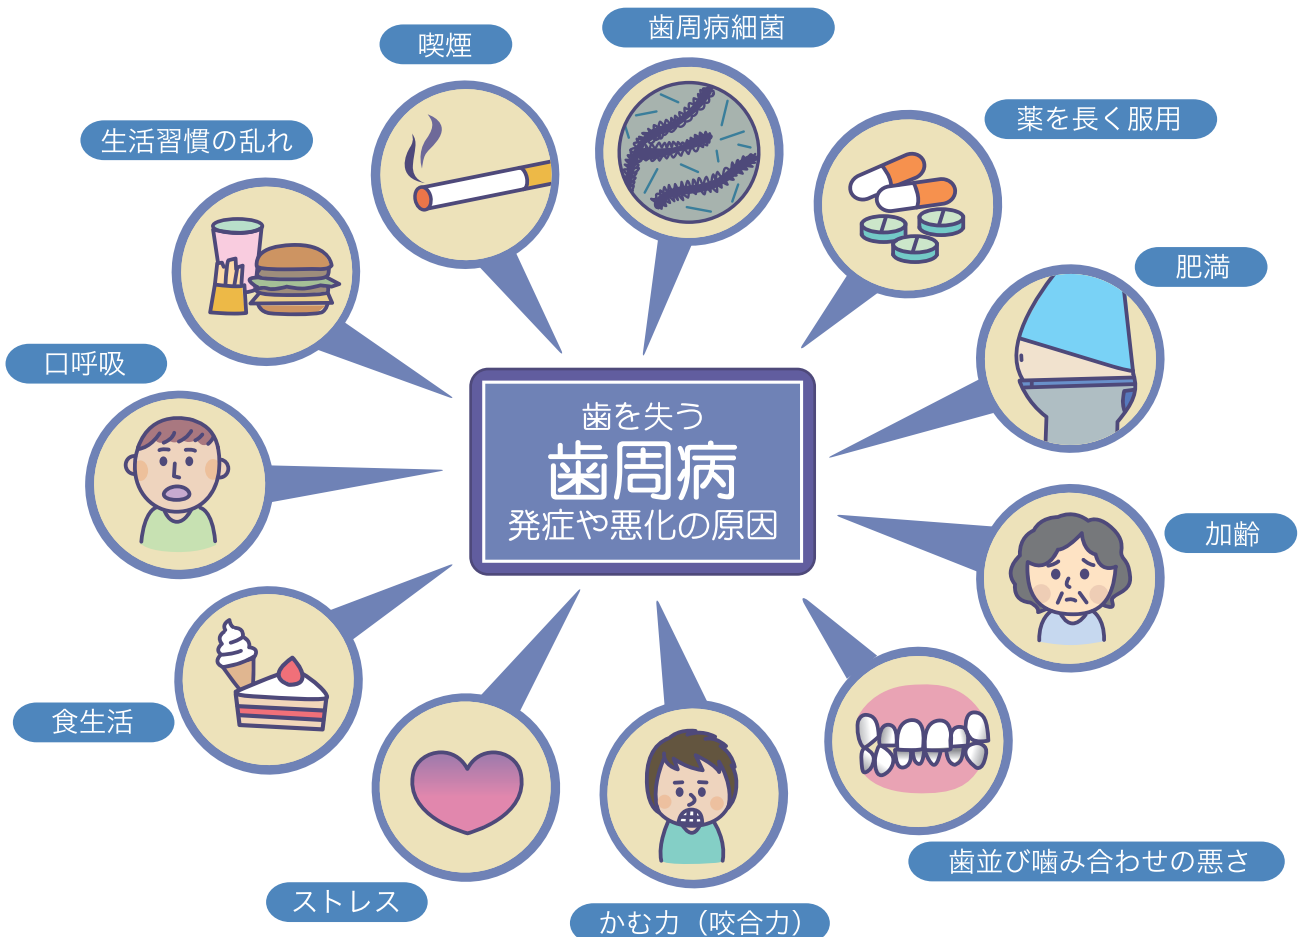 喫煙
歯周病細菌
薬を長く服用
生活習慣の乱れ
肥満
口呼吸
歯を失う
歯周病
発症や悪化の原因
加齢
食生活
歯並び噛み合わせの悪さ
ストレス
かむ力（咬合力）